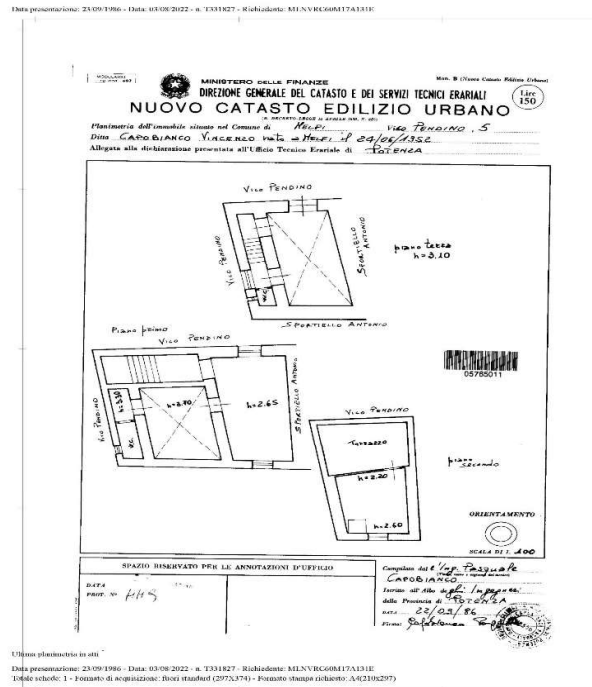 Data presentazione: 23/09/1986 - Data: 03/08/2022 - n. T331827 - Richiedente: MLNVRC60M17A131E
MODULARIO
Mod. B (Nuovo Catasto Edilizio Urbano)
MINISTERO DELLE FINANZE
DIREZIONE GENERALE DEL CATASTO E DEI SERVIZI TECNICI ERARIALI
Lire
150
NUOVO CATASTO EDILIZIO URBANO
Planimetria dell'immobile situato nel Comune di MELFI Vico PENDINO, 5
Ditta CAPOBIANCO VINCENZO nato a MELFI il 24/06/1952
Allegata alla dichiarazione presentata all'Ufficio Tecnico Erariale di POTENZA
VICO PENDINO
VICO PENDINO
SPORTIELLO ANTONIO
WC
SPORTIELLO ANTONIO
piano terra
h=3.10
Piano primo
VICO PENDINO
VICO PENDINO
h=3.30
WC
h=2.70
h=2.65
SPORTIELLO ANTONIO
05785011
VICO PENDINO
Terrazzo
h=2.20
h=2.60
piano secondo
ORIENTAMENTO
SCALA DI 1: 100
SPAZIO RISERVATO PER LE ANNOTAZIONI D'UFFICIO
DATA
PROT. N°
Compilata dal l'Ing. Pasquale
CAPOBIANCO
Iscritto all'Albo degli Ingegneri
della Provincia di POTENZA
DATA 22/09/86
Firma:
Ultima planimetria in atti
Data presentazione: 23/09/1986 - Data: 03/08/2022 - n. T331827 - Richiedente: MLNVRC60M17A131E
Totale schede: 1 - Formato di acquisizione: fuori standard (297X374) - Formato stampa richiesto: A4(210x297)